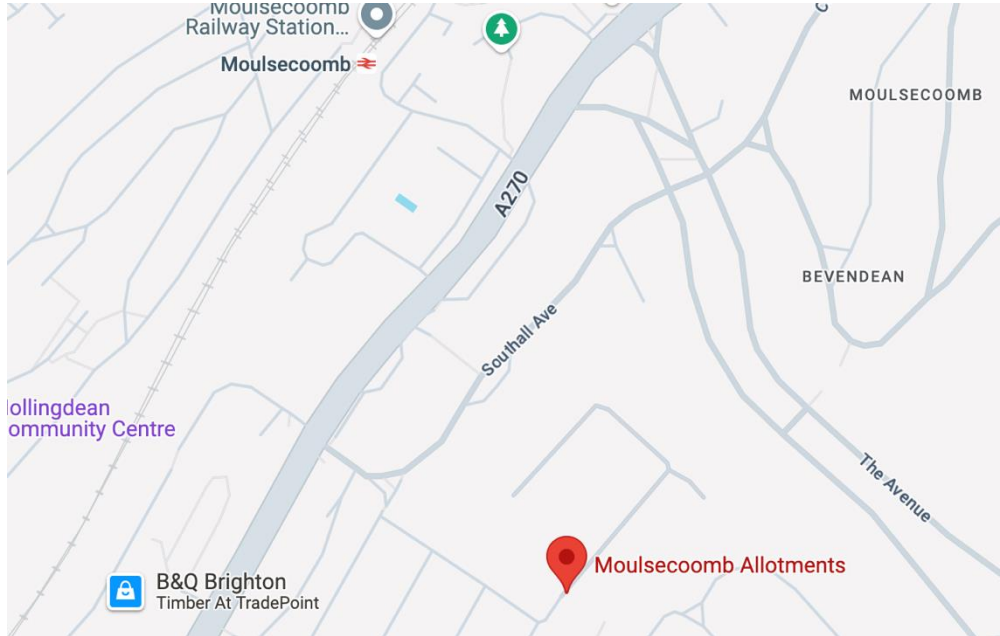 Moulsecoomb
Railway Station...
Moulsecoomb
MOULSECOOMB
A270
BEVENDEAN
Southall Ave
ollingdean
ommunity Centre
The Avenue
Moulsecoomb Allotments
B&Q Brighton
Timber At TradePoint